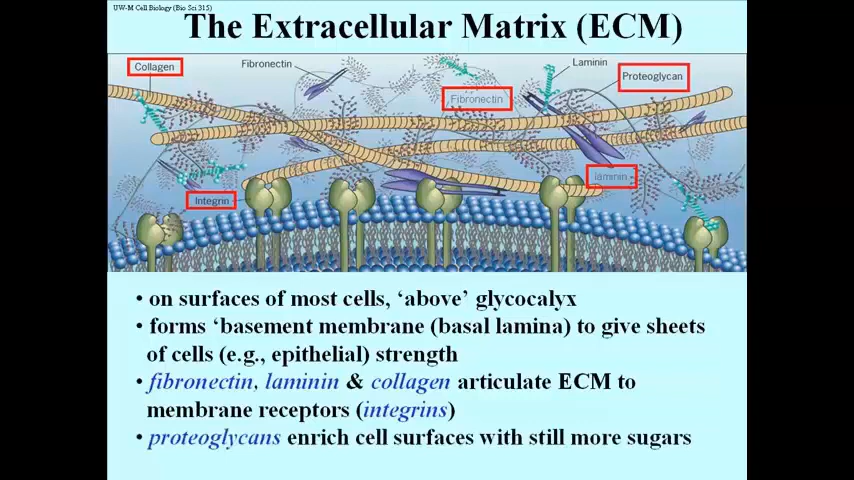 UW-M Cell Biology (Bio Sci 315)
The Extracellular Matrix (ECM)
Collagen
Fibronectin
Laminin
Proteoglycan
Fibronectin
laminin
Integrin
• on surfaces of most cells, ‘above’ glycocalyx
• forms ‘basement membrane (basal lamina) to give sheets
of cells (e.g., epithelial) strength
• fibronectin, laminin & collagen articulate ECM to
membrane receptors (integrins)
• proteoglycans enrich cell surfaces with still more sugars